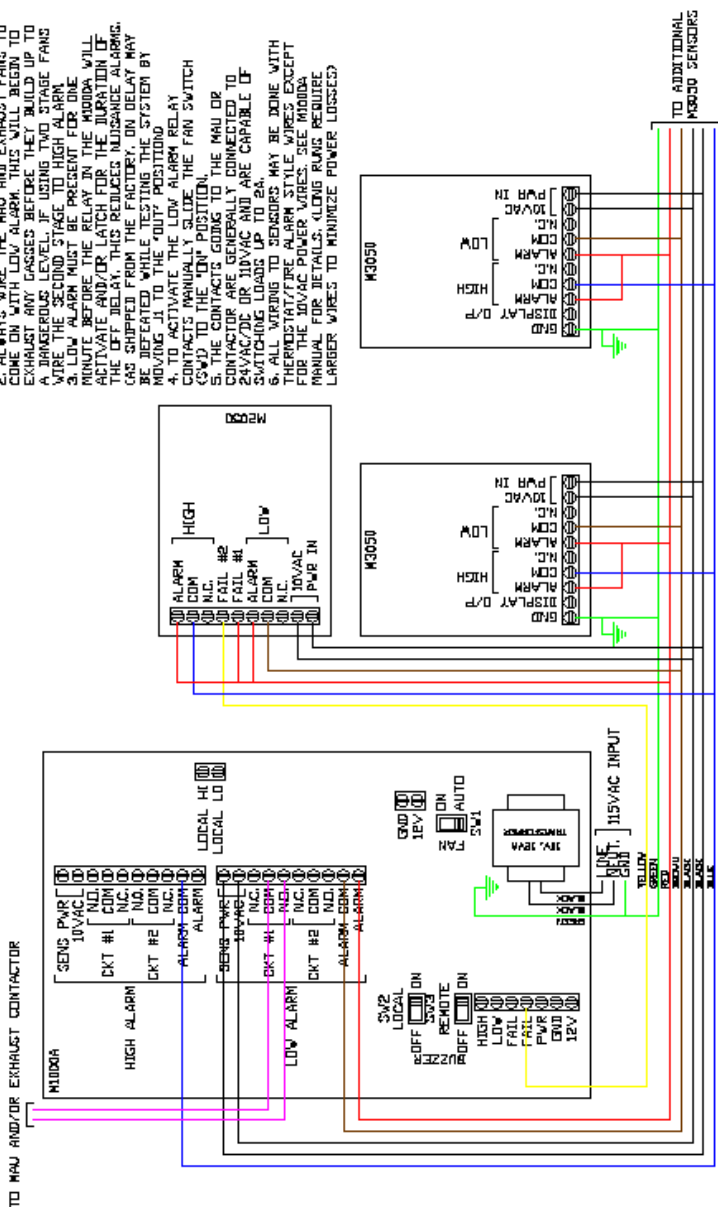 2. ALWAYS WIRE THE MAU AND EXHAUST FANS TO
COME ON WITH LOW ALARM. THIS WILL BEGIN TO
EXHAUST ANY GASSES BEFORE THEY BUILD UP TO
A DANGEROUS LEVEL. IF USING TWO STAGE FANS
WIRE THE SECOND STAGE TO HIGH ALARM.
3. LOW ALARM MUST BE PRESENT FOR ONE
MINUTE BEFORE THE RELAY IN THE M1000A WILL
ACTIVATE AND/OR LATCH FOR THE DURATION OF
THE OFF DELAY. THIS REDUCES NUISANCE ALARMS.
(AS SHIPPED FROM THE FACTORY. ON DELAY MAY
BE DEFEATED WHILE TESTING THE SYSTEM BY
MOVING J1 TO THE "OUT" POSITION)
4. TO ACTIVATE THE LOW ALARM RELAY
CONTACTS MANUALLY SLIDE THE FAN SWITCH
(SW1) TO THE "ON" POSITION.
5. THE CONTACTS GOING TO THE MAU OR
CONTACTOR ARE GENERALLY CONNECTED TO
24VAC/DC OR 110VAC AND ARE CAPABLE OF
SWITCHING LOADS UP TO 2A.
6. ALL WIRING TO SENSORS MAY BE DONE WITH
THERMOSTAT/FIRE ALARM STYLE WIRES EXCEPT
FOR THE 10VAC POWER WIRES. SEE M1000A
MANUAL FOR DETAILS. (LONG RUNS REQUIRE
LARGER WIRES TO MINIMIZE POWER LOSSES)
TO MAU AND/OR EXHAUST CONTACTOR
M1000A
HIGH ALARM
SENS PWR
10VAC
CKT #1
N.O.
COM
N.C.
CKT #2
N.O.
COM
N.C.
ALARM COM
ALARM
LOCAL HI
LOCAL LO
LOW ALARM
SENS PWR
10VAC
CKT #1
N.C.
COM
N.O.
CKT #2
N.C.
COM
N.O.
ALARM COM
ALARM
BUZZER
SW2
LOCAL
OFF
ON
SW3
REMOTE
OFF
ON
HIGH
LOW
FAIL
FAIL
PWR
GND
12V
GND
12V
FAN
ON
AUTO
SW1
TRANSFORMER
GREEN
BLACK
BLACK
LINE
NEUT.
GND
115VAC INPUT
YELLOW
GREEN
RED
BROWN
BLACK
BLACK
BLUE
M2050
HIGH
ALARM
COM
N.C.
FAIL #2
FAIL #1
LOW
ALARM
COM
N.C.
10VAC
PWR IN
M3050
GND
DISPLAY O/P
HIGH
ALARM
COM
N.C.
LOW
ALARM
COM
N.C.
10VAC
PWR IN
M3050
GND
DISPLAY O/P
HIGH
ALARM
COM
N.C.
LOW
ALARM
COM
N.C.
10VAC
PWR IN
TO ADDITIONAL
M3050 SENSORS